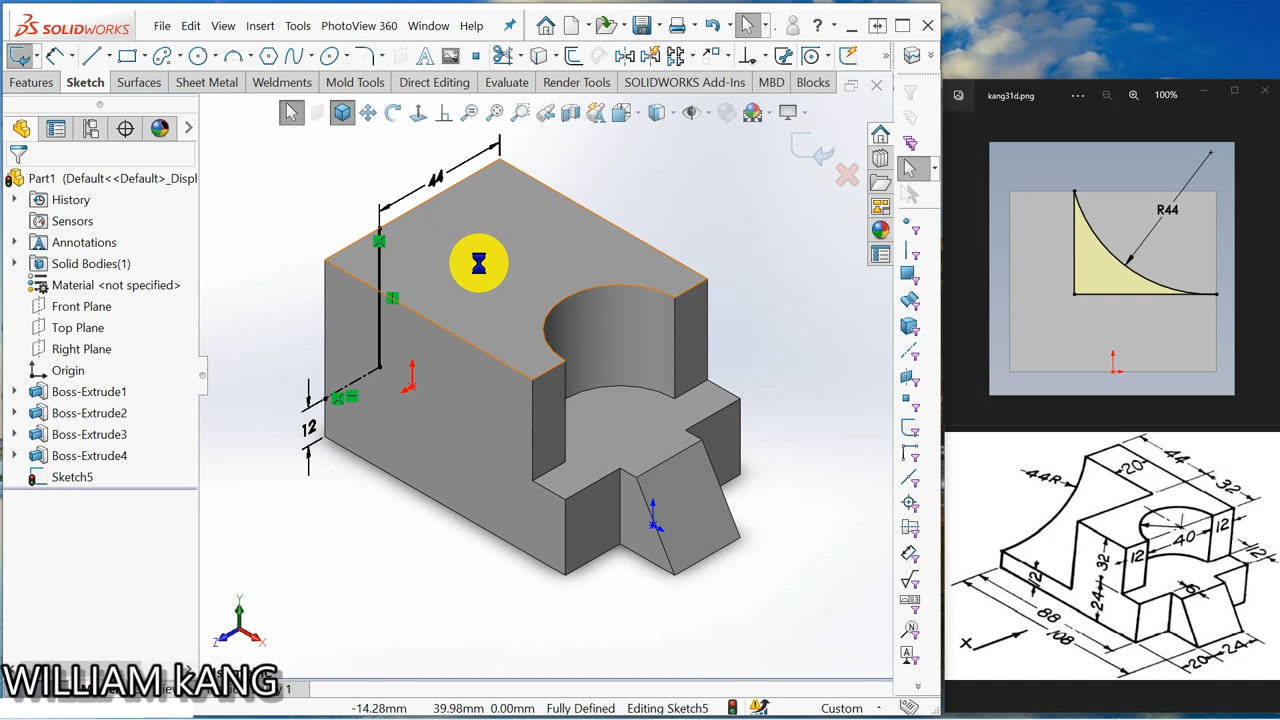 SOLIDWORKS File Edit View Insert Tools PhotoView 360 Window Help
Features Sketch Surfaces Sheet Metal Weldments Mold Tools Direct Editing Evaluate Render Tools SOLIDWORKS Add-Ins MBD Blocks
kang31d.png ... 100%
Part1 (Default<<Default>_Displ
History
Sensors
Annotations
Solid Bodies(1)
Material <not specified>
Front Plane
Top Plane
Right Plane
Origin
Boss-Extrude1
Boss-Extrude2
Boss-Extrude3
Boss-Extrude4
Sketch5
44
12
Y
Z X
R44
44
20
32
44R
12
40
12
12
32
12
6
24
88
108
X
20
24
WILLIAM kANG
-14.28mm 39.98mm 0.00mm Fully Defined Editing Sketch5 Custom